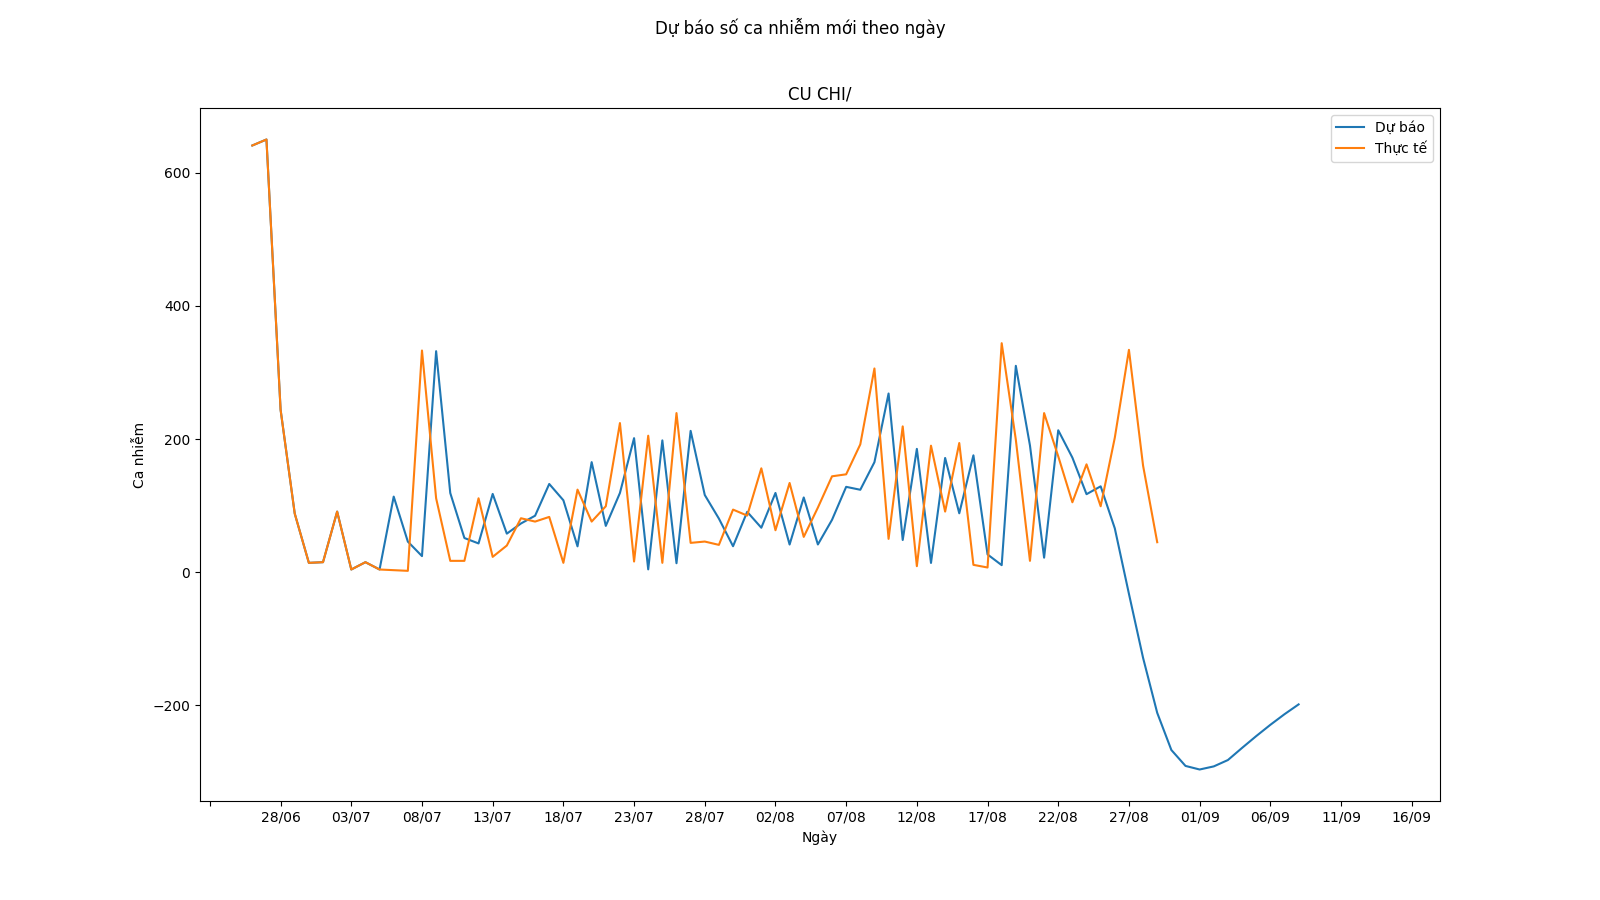 Dự báo số ca nhiễm mới theo ngày
CU CHI/
Dự báo
Thực tế
600
400
200
0
−200
Ca nhiễm
28/06 03/07 08/07 13/07 18/07 23/07 28/07 02/08 07/08 12/08 17/08 22/08 27/08 01/09 06/09 11/09 16/09
Ngày